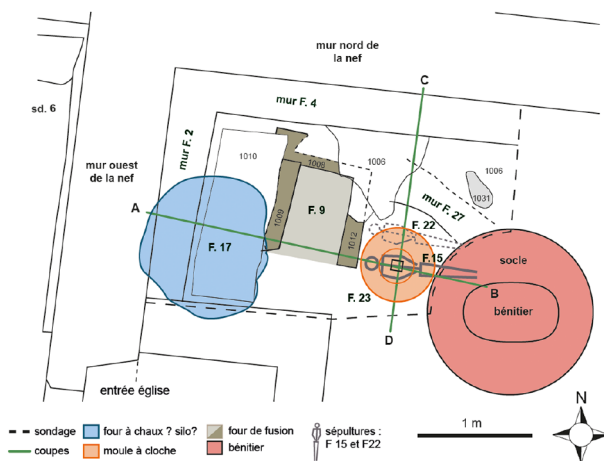 mur nord de
la nef
C
mur F. 4
sd. 6
mur F. 2
mur ouest
de la nef
1010
1008
1006
1006
1031
A
F. 9
mur F. 27
1009
F. 22
F. 17
1012
F. 15
socle
F. 23
B
bénitier
D
entrée église
N
sondage
four à chaux ? silo?
four de fusion
sépultures :
F 15 et F22
1 m
coupes
moule à cloche
bénitier